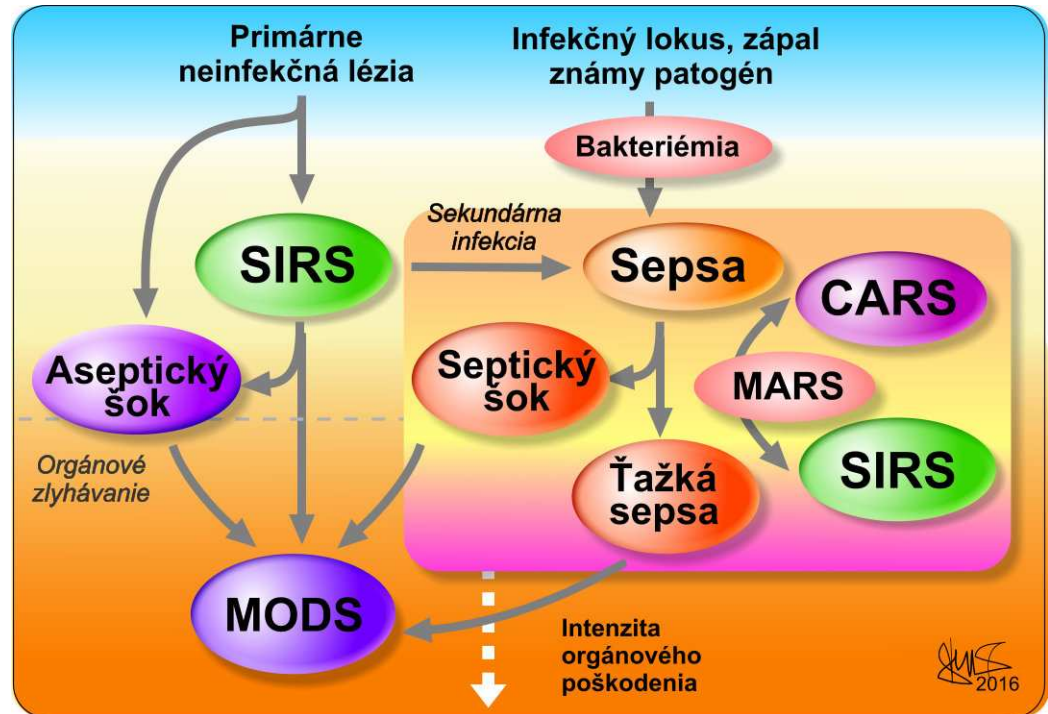 Primárne
neinfekčná lézia
Infekčný lokus, zápal
známy patogén
Bakteriémia
Sekundárna
infekcia
SIRS
Sepsa
CARS
Aseptický
šok
Septický
šok
MARS
Orgánové
zlyhávanie
Ťažká
sepsa
SIRS
MODS
Intenzita
orgánového
poškodenia
2016